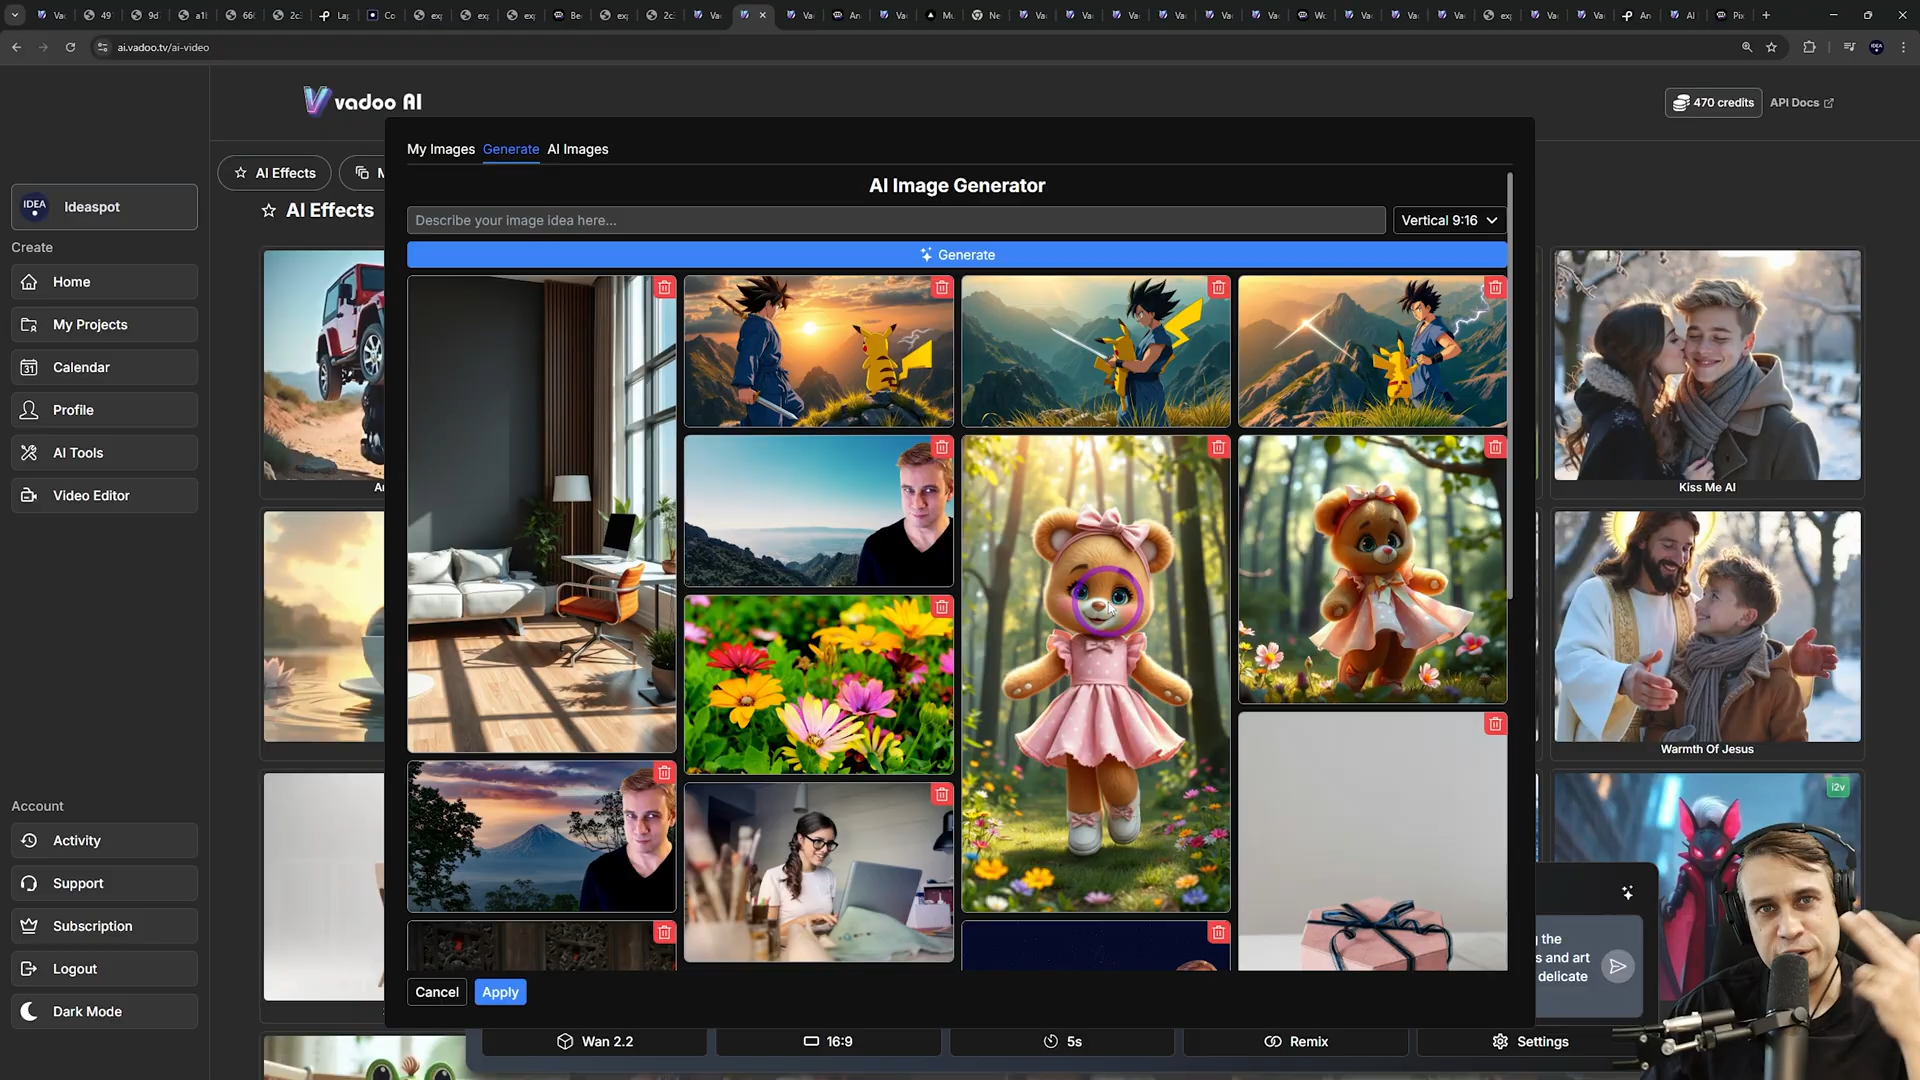 ai.vadoo.tv/ai-video
vadoo AI
470 credits
API Docs
My Images
Generate
AI Images
AI Effects
AI Image Generator
AI Effects
Describe your image idea here...
Vertical 9:16
Generate
IDEA
Ideaspot
Create
Home
My Projects
Calendar
31
Profile
AI Tools
Video Editor
Kiss Me AI
Warmth Of Jesus
i2v
Account
Activity
Support
Subscription
Logout
Dark Mode
the
s and art
delicate
Cancel
Apply
Wan 2.2
16:9
5s
Remix
Settings